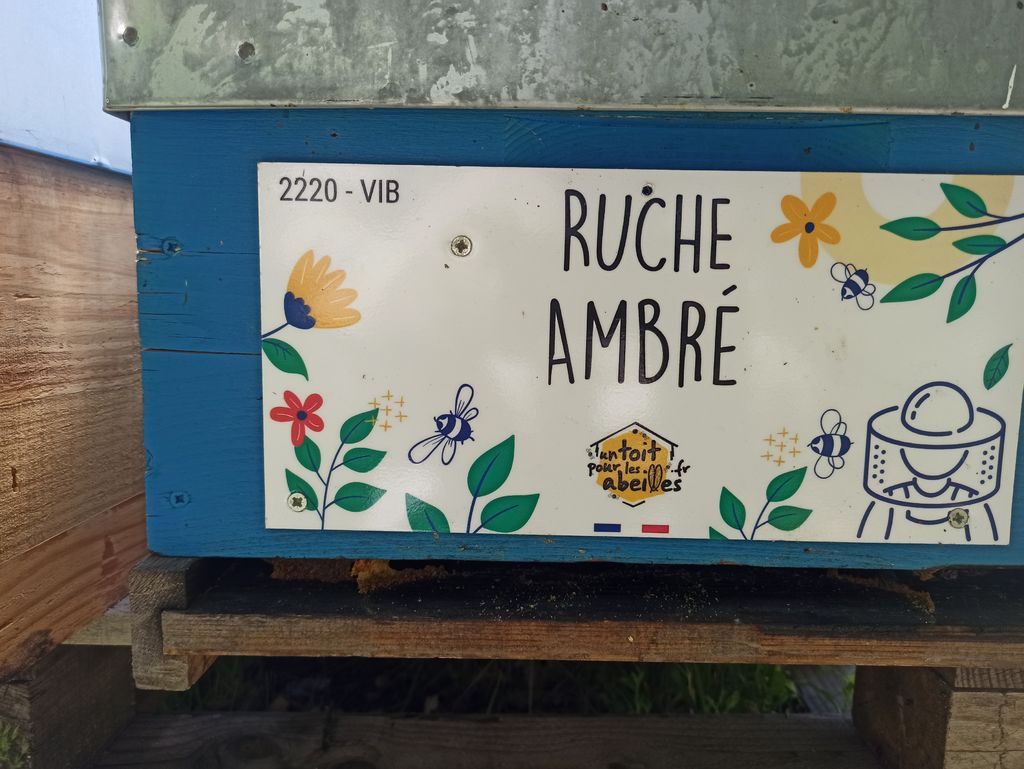 2220 - VIB
RUCHE
AMBRÉ
un toit
pour les .fr
abeilles